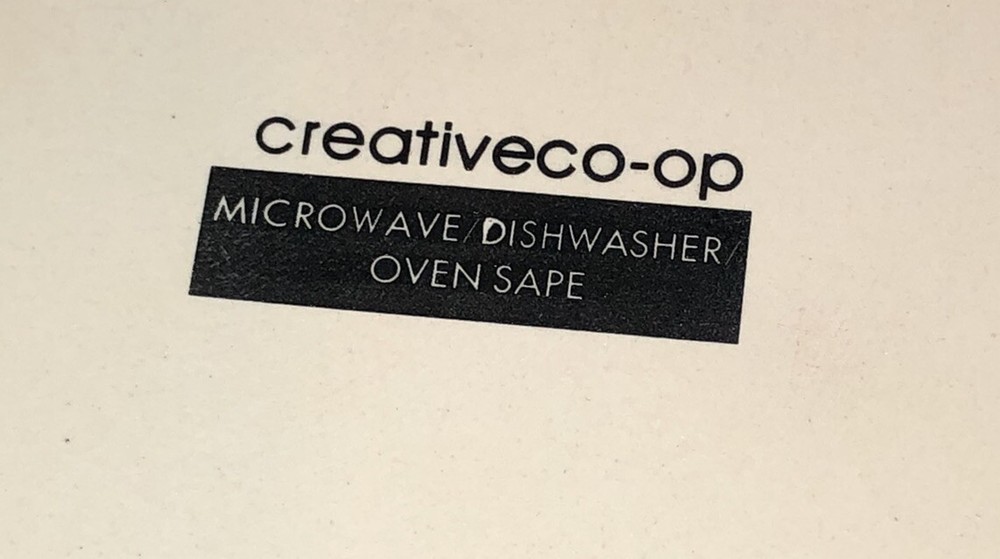 creativeco-op
MICROWAVE/DISHWASHER/
OVEN SAPE